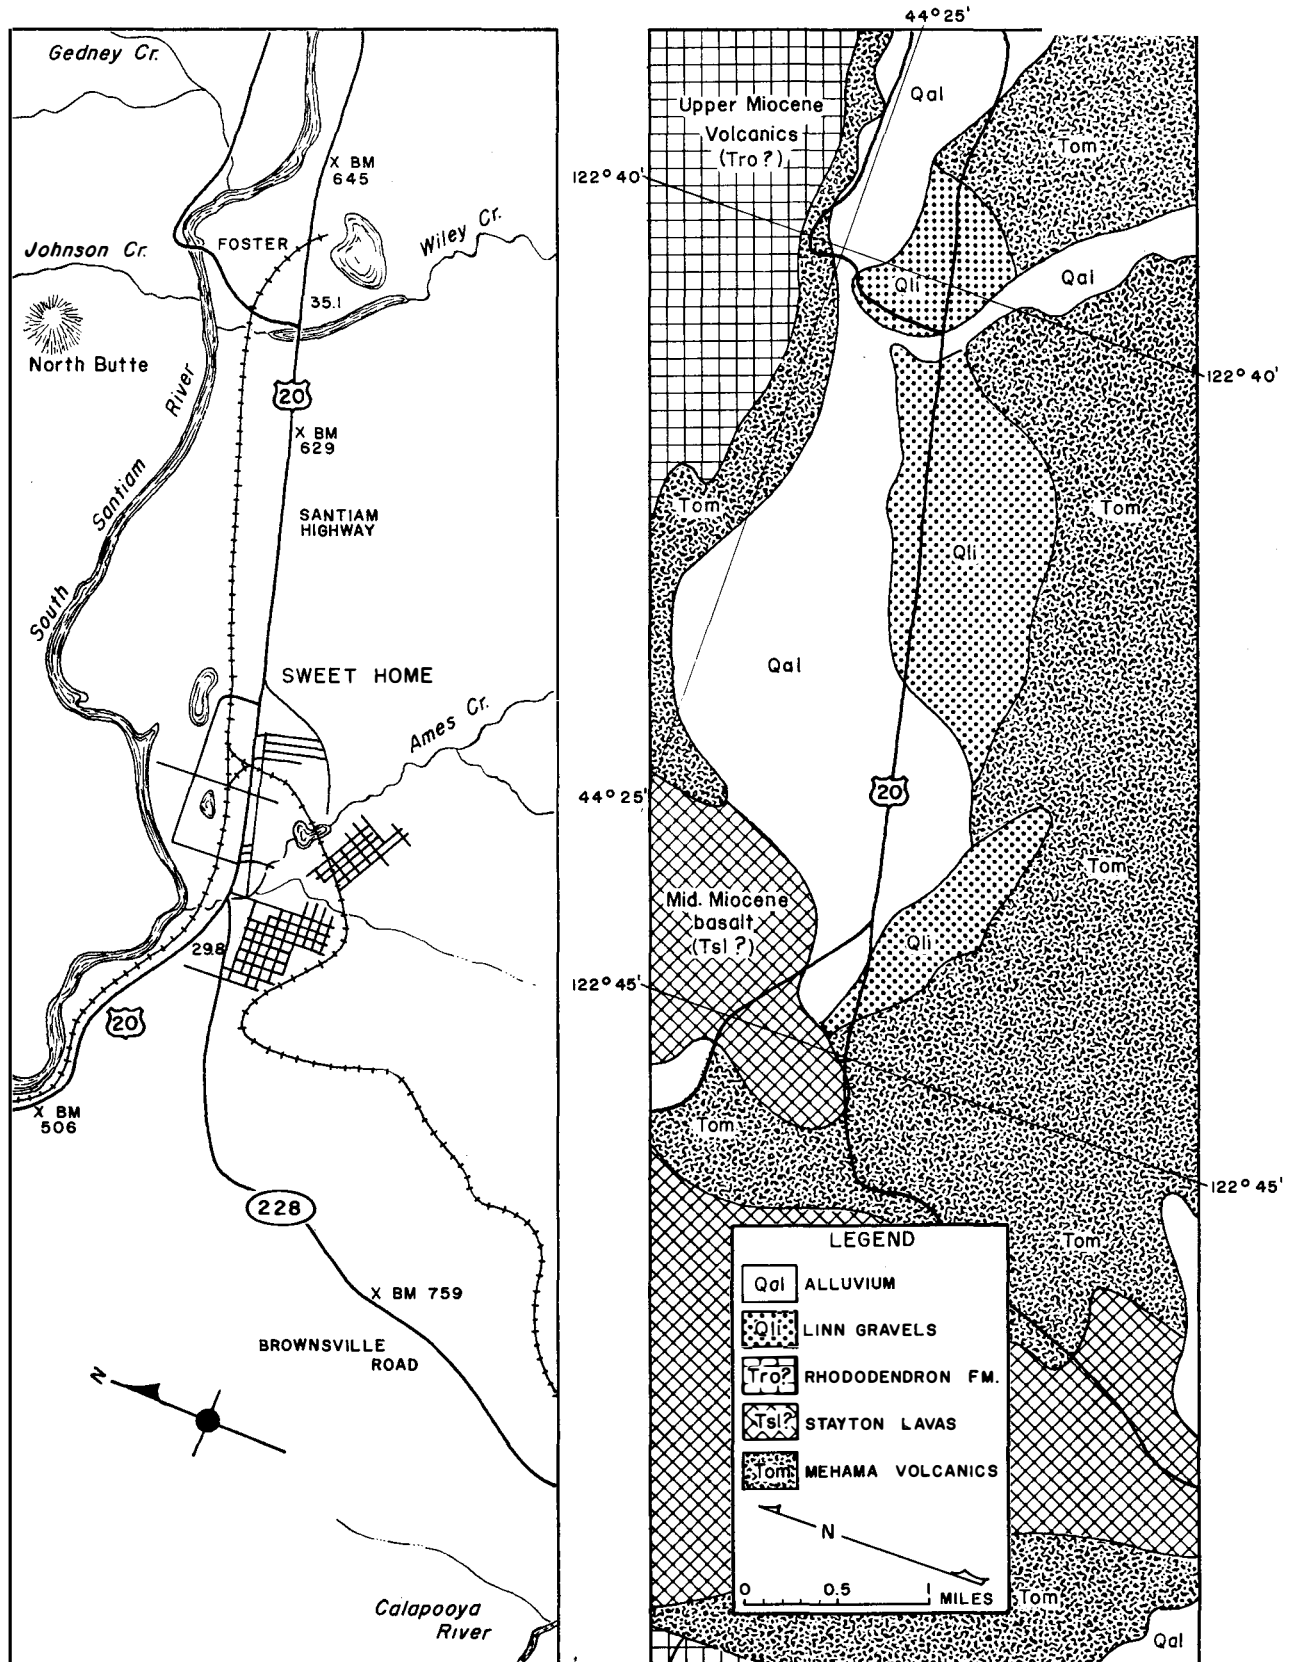 Gedney Cr.
X BM
645
Johnson Cr.
FOSTER
Wiley Cr.
35.1
North Butte
River
20
X BM
629
Santiam
SANTIAM
HIGHWAY
South
SWEET HOME
Ames Cr.
29.8
20
X BM
506
228
X BM 759
BROWNSVILLE
ROAD
N
Calapooya
River
44° 25'
Qal
Upper Miocene
Volcanics
(Tro?)
Tom
122° 40'
Qal
Qli
122° 40'
Tom
Tom
Qli
Qal
20
44° 25'
Tom
Mid. Miocene
basalt
(Tsl?)
Qli
122° 45'
Tom
122° 45'
Tom
LEGEND
Qal ALLUVIUM
Qli LINN GRAVELS
Tro? RHODODENDRON FM.
Tsl? STAYTON LAVAS
Tom MEHAMA VOLCANICS
N
0 0.5 1
MILES
Tom
Qal